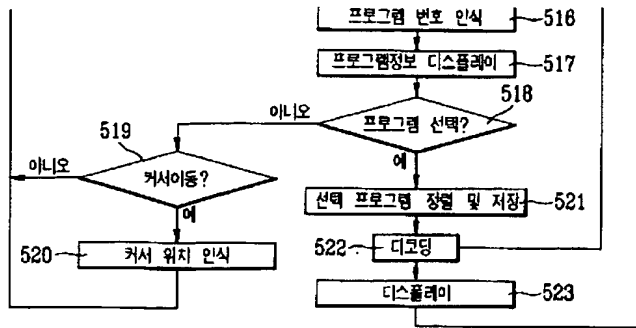 프로그램 번호 인식
516
프로그램정보 디스플레이
517
프로그램 선택?
518
아니오
예
519
커서이동?
아니오
예
520
커서 위치 인식
선택 프로그램 정렬 및 저장
521
522
디코딩
디스플레이
523